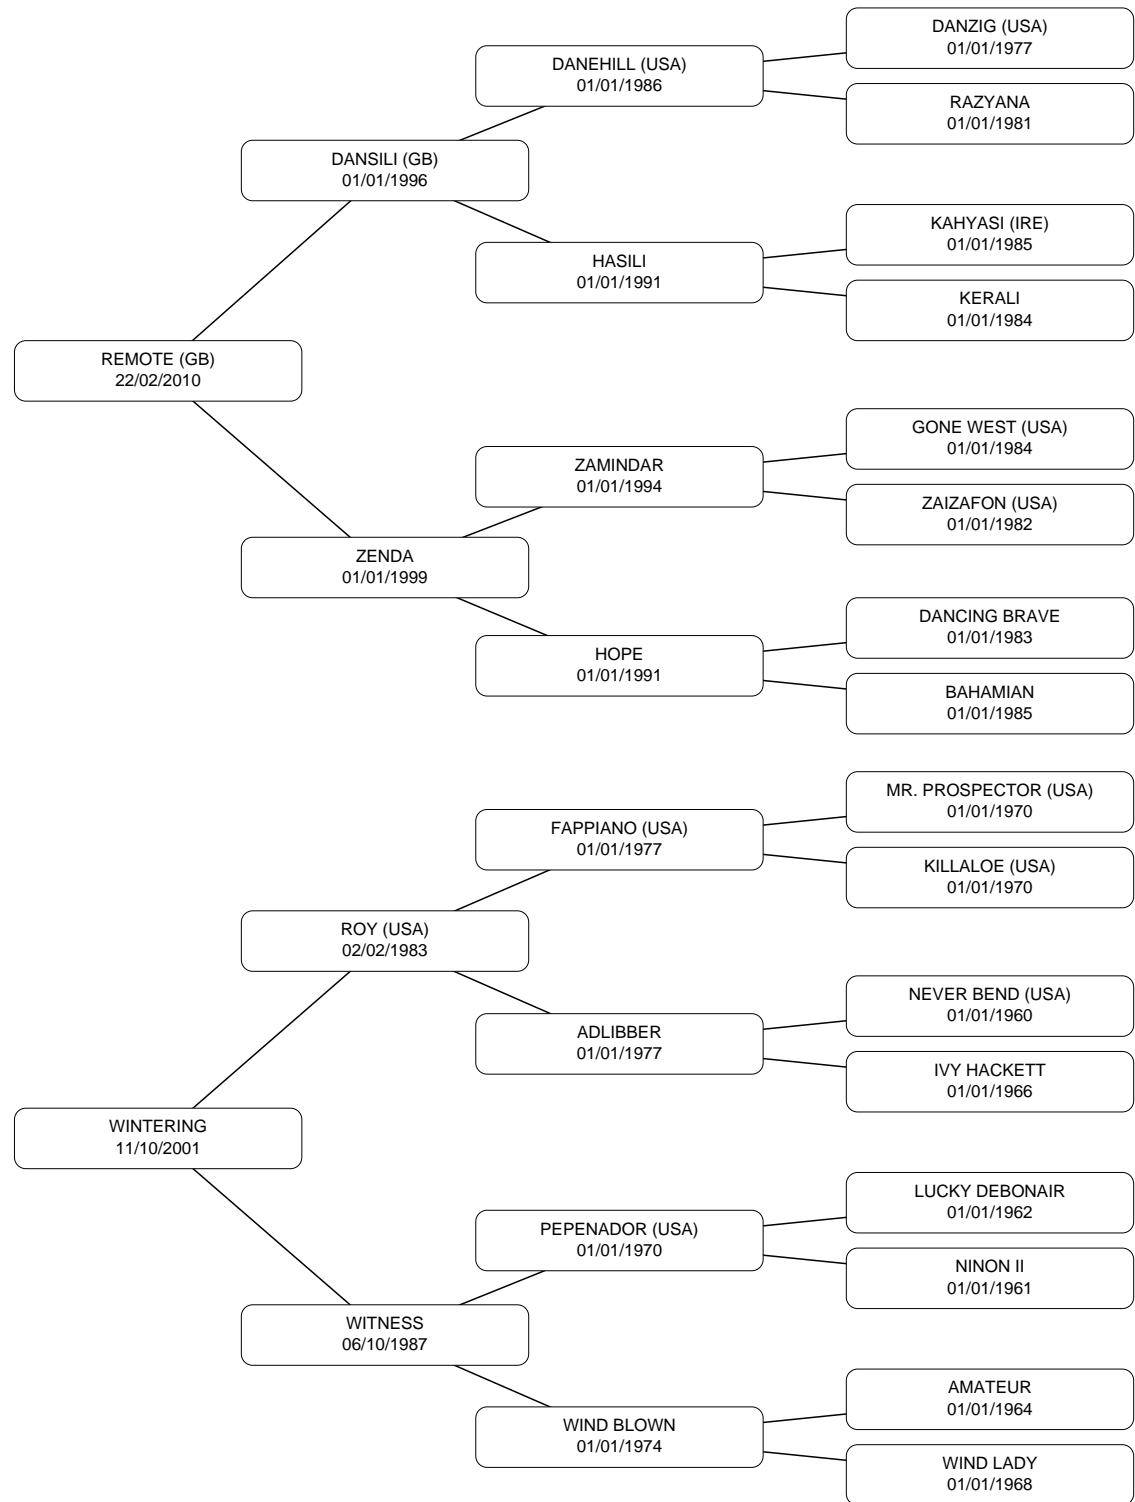 DANZIG (USA)
01/01/1977
DANEHILL (USA)
01/01/1986
RAZYANA
01/01/1981
DANSILI (GB)
01/01/1996
KAHYASI (IRE)
01/01/1985
HASILI
01/01/1991
KERALI
01/01/1984
REMOTE (GB)
22/02/2010
GONE WEST (USA)
01/01/1984
ZAMINDAR
01/01/1994
ZAIZAFON (USA)
01/01/1982
ZENDA
01/01/1999
DANCING BRAVE
01/01/1983
HOPE
01/01/1991
BAHAMIAN
01/01/1985
MR. PROSPECTOR (USA)
01/01/1970
FAPPIANO (USA)
01/01/1977
KILLALOE (USA)
01/01/1970
ROY (USA)
02/02/1983
NEVER BEND (USA)
01/01/1960
ADLIBBER
01/01/1977
IVY HACKETT
01/01/1966
WINTERING
11/10/2001
LUCKY DEBONAIR
01/01/1962
PEPENADOR (USA)
01/01/1970
NINON II
01/01/1961
WITNESS
06/10/1987
AMATEUR
01/01/1964
WIND BLOWN
01/01/1974
WIND LADY
01/01/1968